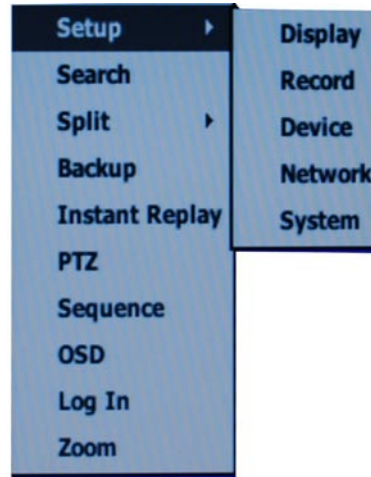 Setup
Search
Split
Backup
Instant Replay
PTZ
Sequence
OSD
Log In
Zoom
Display
Record
Device
Network
System